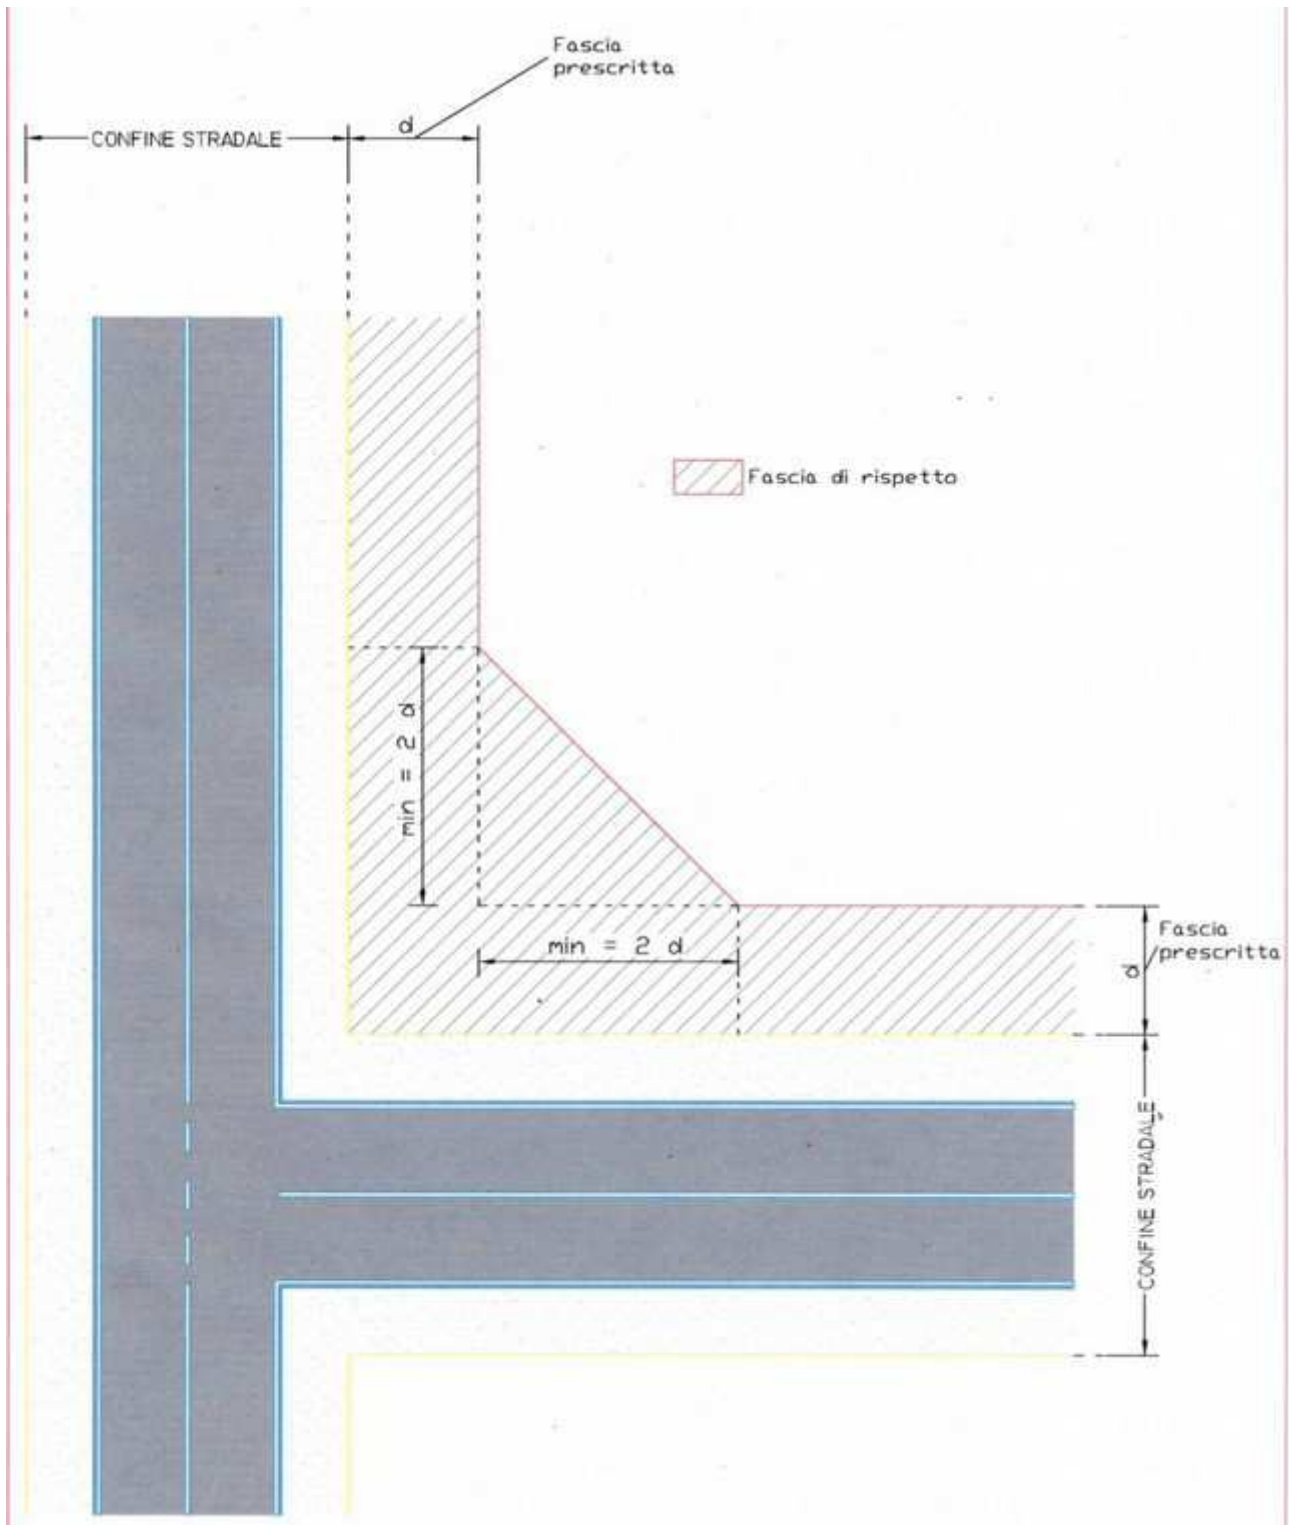 Fascia
prescritta
CONFINE STRADALE
d
Fascia di rispetto
min = 2 d
min = 2 d
Fascia
prescritta
d
CONFINE STRADALE